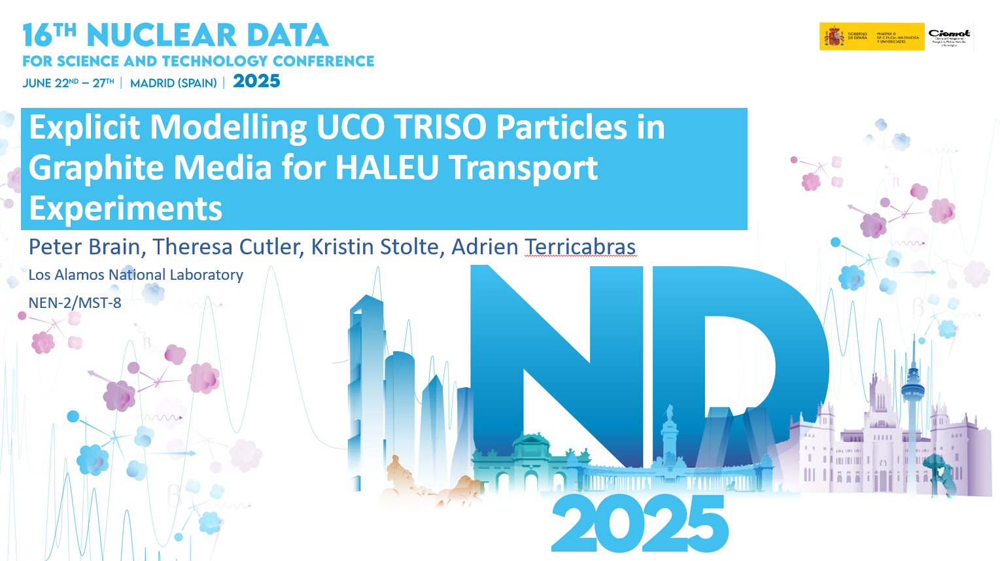 16TH NUCLEAR DATA
FOR SCIENCE AND TECHNOLOGY CONFERENCE
JUNE 22ND – 27TH | MADRID (SPAIN) | 2025
GOBIERNO
DE ESPAÑA
MINISTERIO
DE CIENCIA, INNOVACIÓN
Y UNIVERSIDADES
Ciemat
Explicit Modelling UCO TRISO Particles in
Graphite Media for HALEU Transport
Experiments
Peter Brain, Theresa Cutler, Kristin Stolte, Adrien Terricabras
Los Alamos National Laboratory
NEN-2/MST-8
β
β
β
β
β
ND
2025